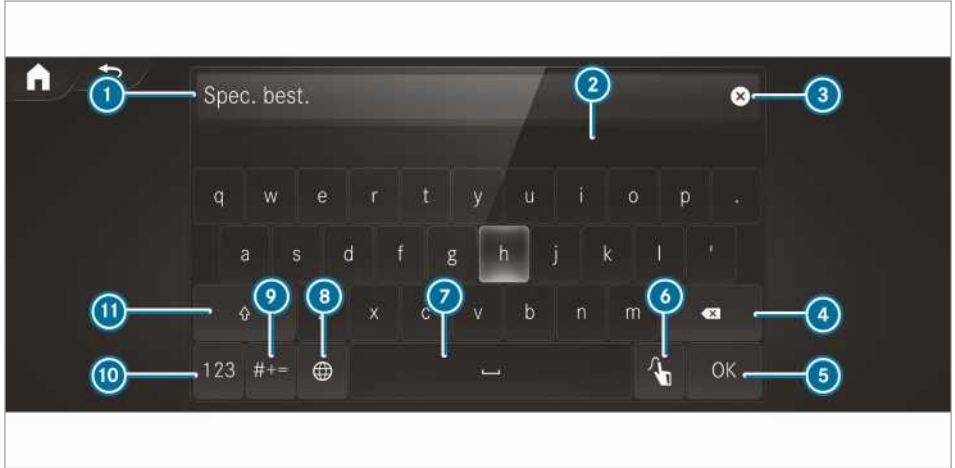 1 Spec. best. 2 3
q w e r t y u i o p .
a s d f g h j k l '
11 9 8 x c 7 v b n m 6 4
10 123 #+= OK 5